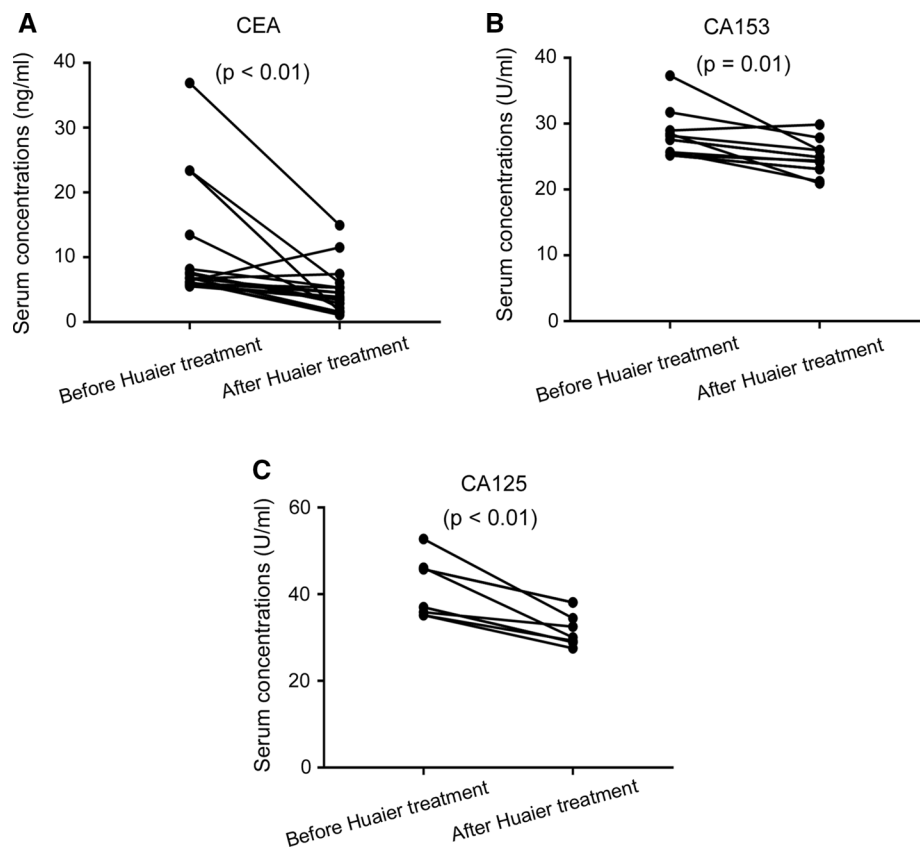 A
CEA
(p < 0.01)
Serum concentrations (ng/ml)
40
30
20
10
0
Before Huaier treatment
After Huaier treatment
B
CA153
(p = 0.01)
Serum concentrations (U/ml)
40
30
20
10
0
Before Huaier treatment
After Huaier treatment
C
CA125
(p < 0.01)
Serum concentrations (U/ml)
60
40
20
0
Before Huaier treatment
After Huaier treatment